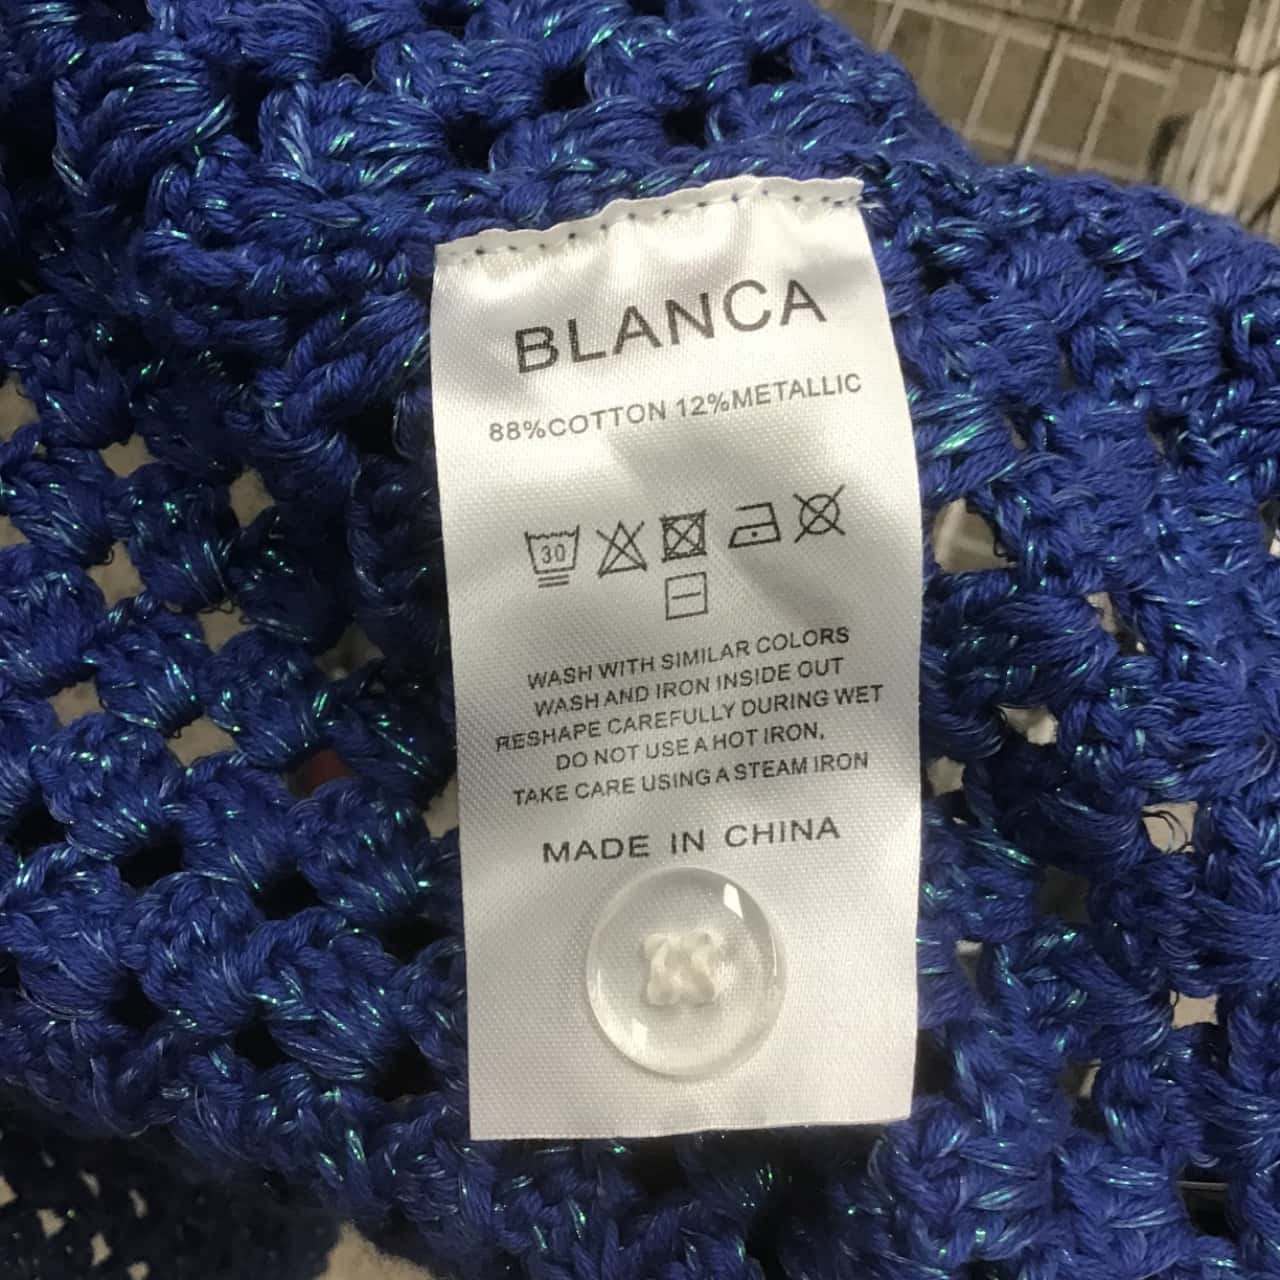 BLANCA
88%COTTON 12%METALLIC
30
WASH WITH SIMILAR COLORS
WASH AND IRON INSIDE OUT
RESHAPE CAREFULLY DURING WET
DO NOT USE A HOT IRON,
TAKE CARE USING A STEAM IRON
MADE IN CHINA